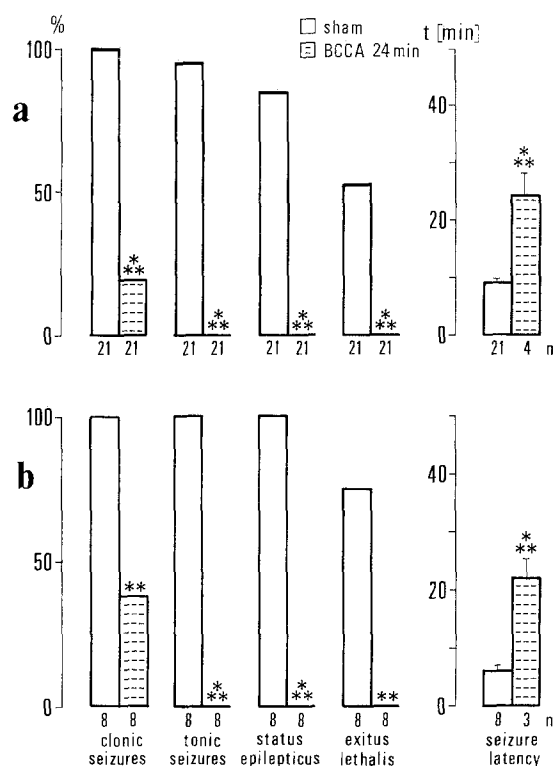 %
sham
BCCA 24min
t [min]
a
100
50
0
40
20
0
*
**
*
**
*
**
*
**
*
**
21 21
21 21
21 21
21 21
21 4 n
b
100
50
0
40
20
0
**
*
**
*
**
**
*
**
8 8
8 8
8 8
8 8
8 3 n
clonic
seizures
tonic
seizures
status
epilepticus
exitus
lethalis
seizure
latency